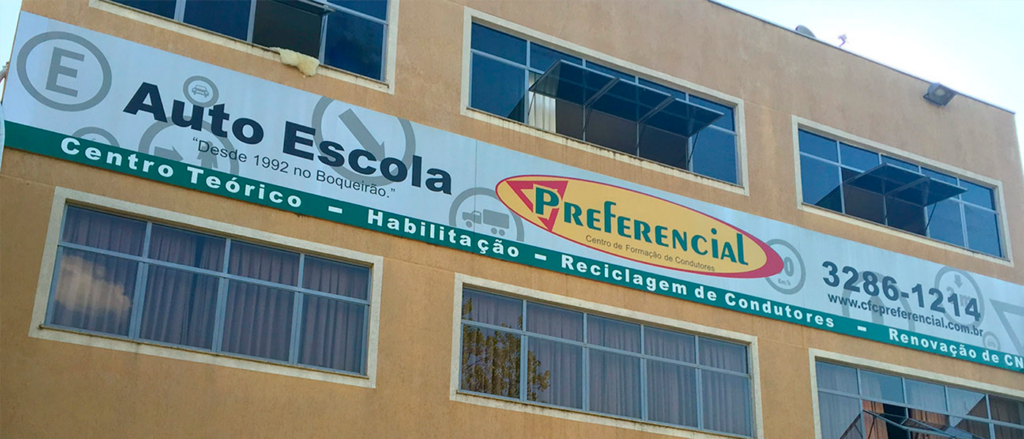 E
Auto Escola
"Desde 1992 no Boqueirão."
PREFERENCIAL
Centro de Formação de Condutores
3286-1214
www.cfcpreferencial.com.br
Centro Teórico – Habilitação – Reciclagem de Condutores – Renovação de CN